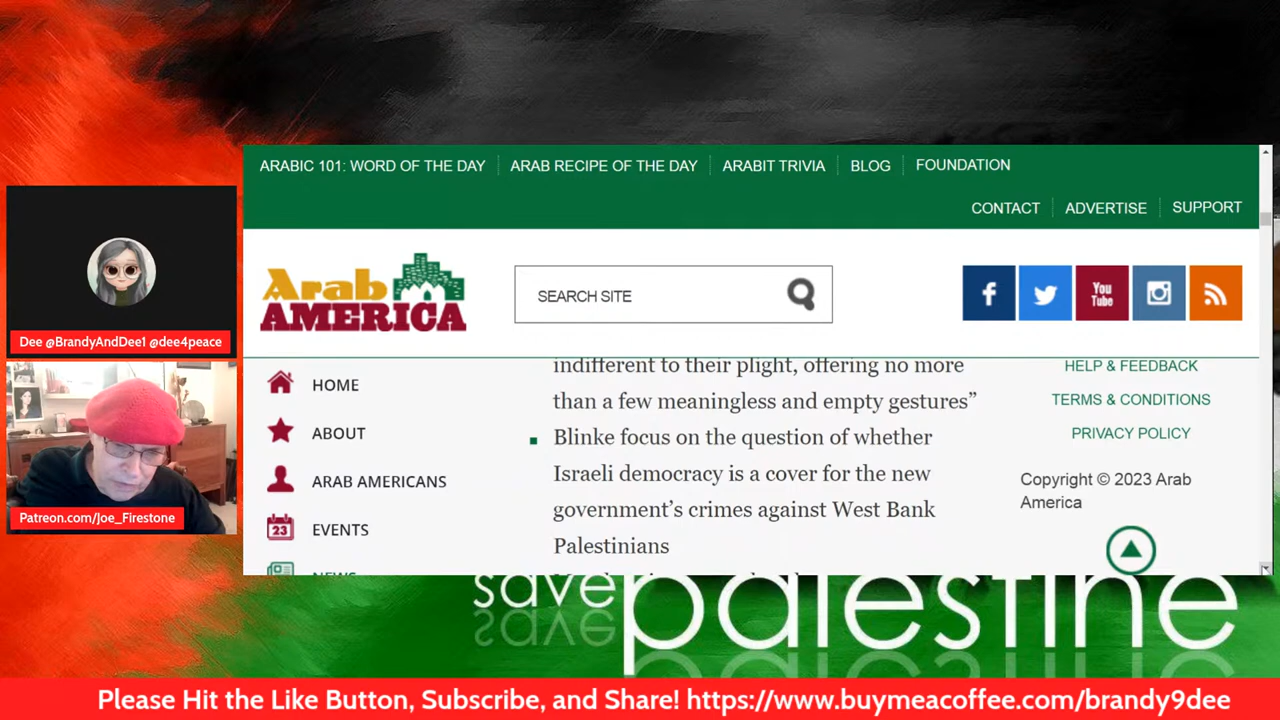 ARABIC 101: WORD OF THE DAY
ARAB RECIPE OF THE DAY
ARABIT TRIVIA
BLOG
FOUNDATION
CONTACT
ADVERTISE
SUPPORT
Arab
AMERICA
SEARCH SITE
f
You
Tube
HOME
ABOUT
ARAB AMERICANS
23
EVENTS
NEWS
indifferent to their plight, offering no more
than a few meaningless and empty gestures”
Blinke focus on the question of whether
Israeli democracy is a cover for the new
government’s crimes against West Bank
Palestinians
HELP & FEEDBACK
TERMS & CONDITIONS
PRIVACY POLICY
Copyright © 2023 Arab
America
Dee @BrandyAndDee1 @dee4peace
Patreon.com/Joe_Firestone
save palestine
Please Hit the Like Button, Subscribe, and Share! https://www.buymeacoffee.com/brandy9dee